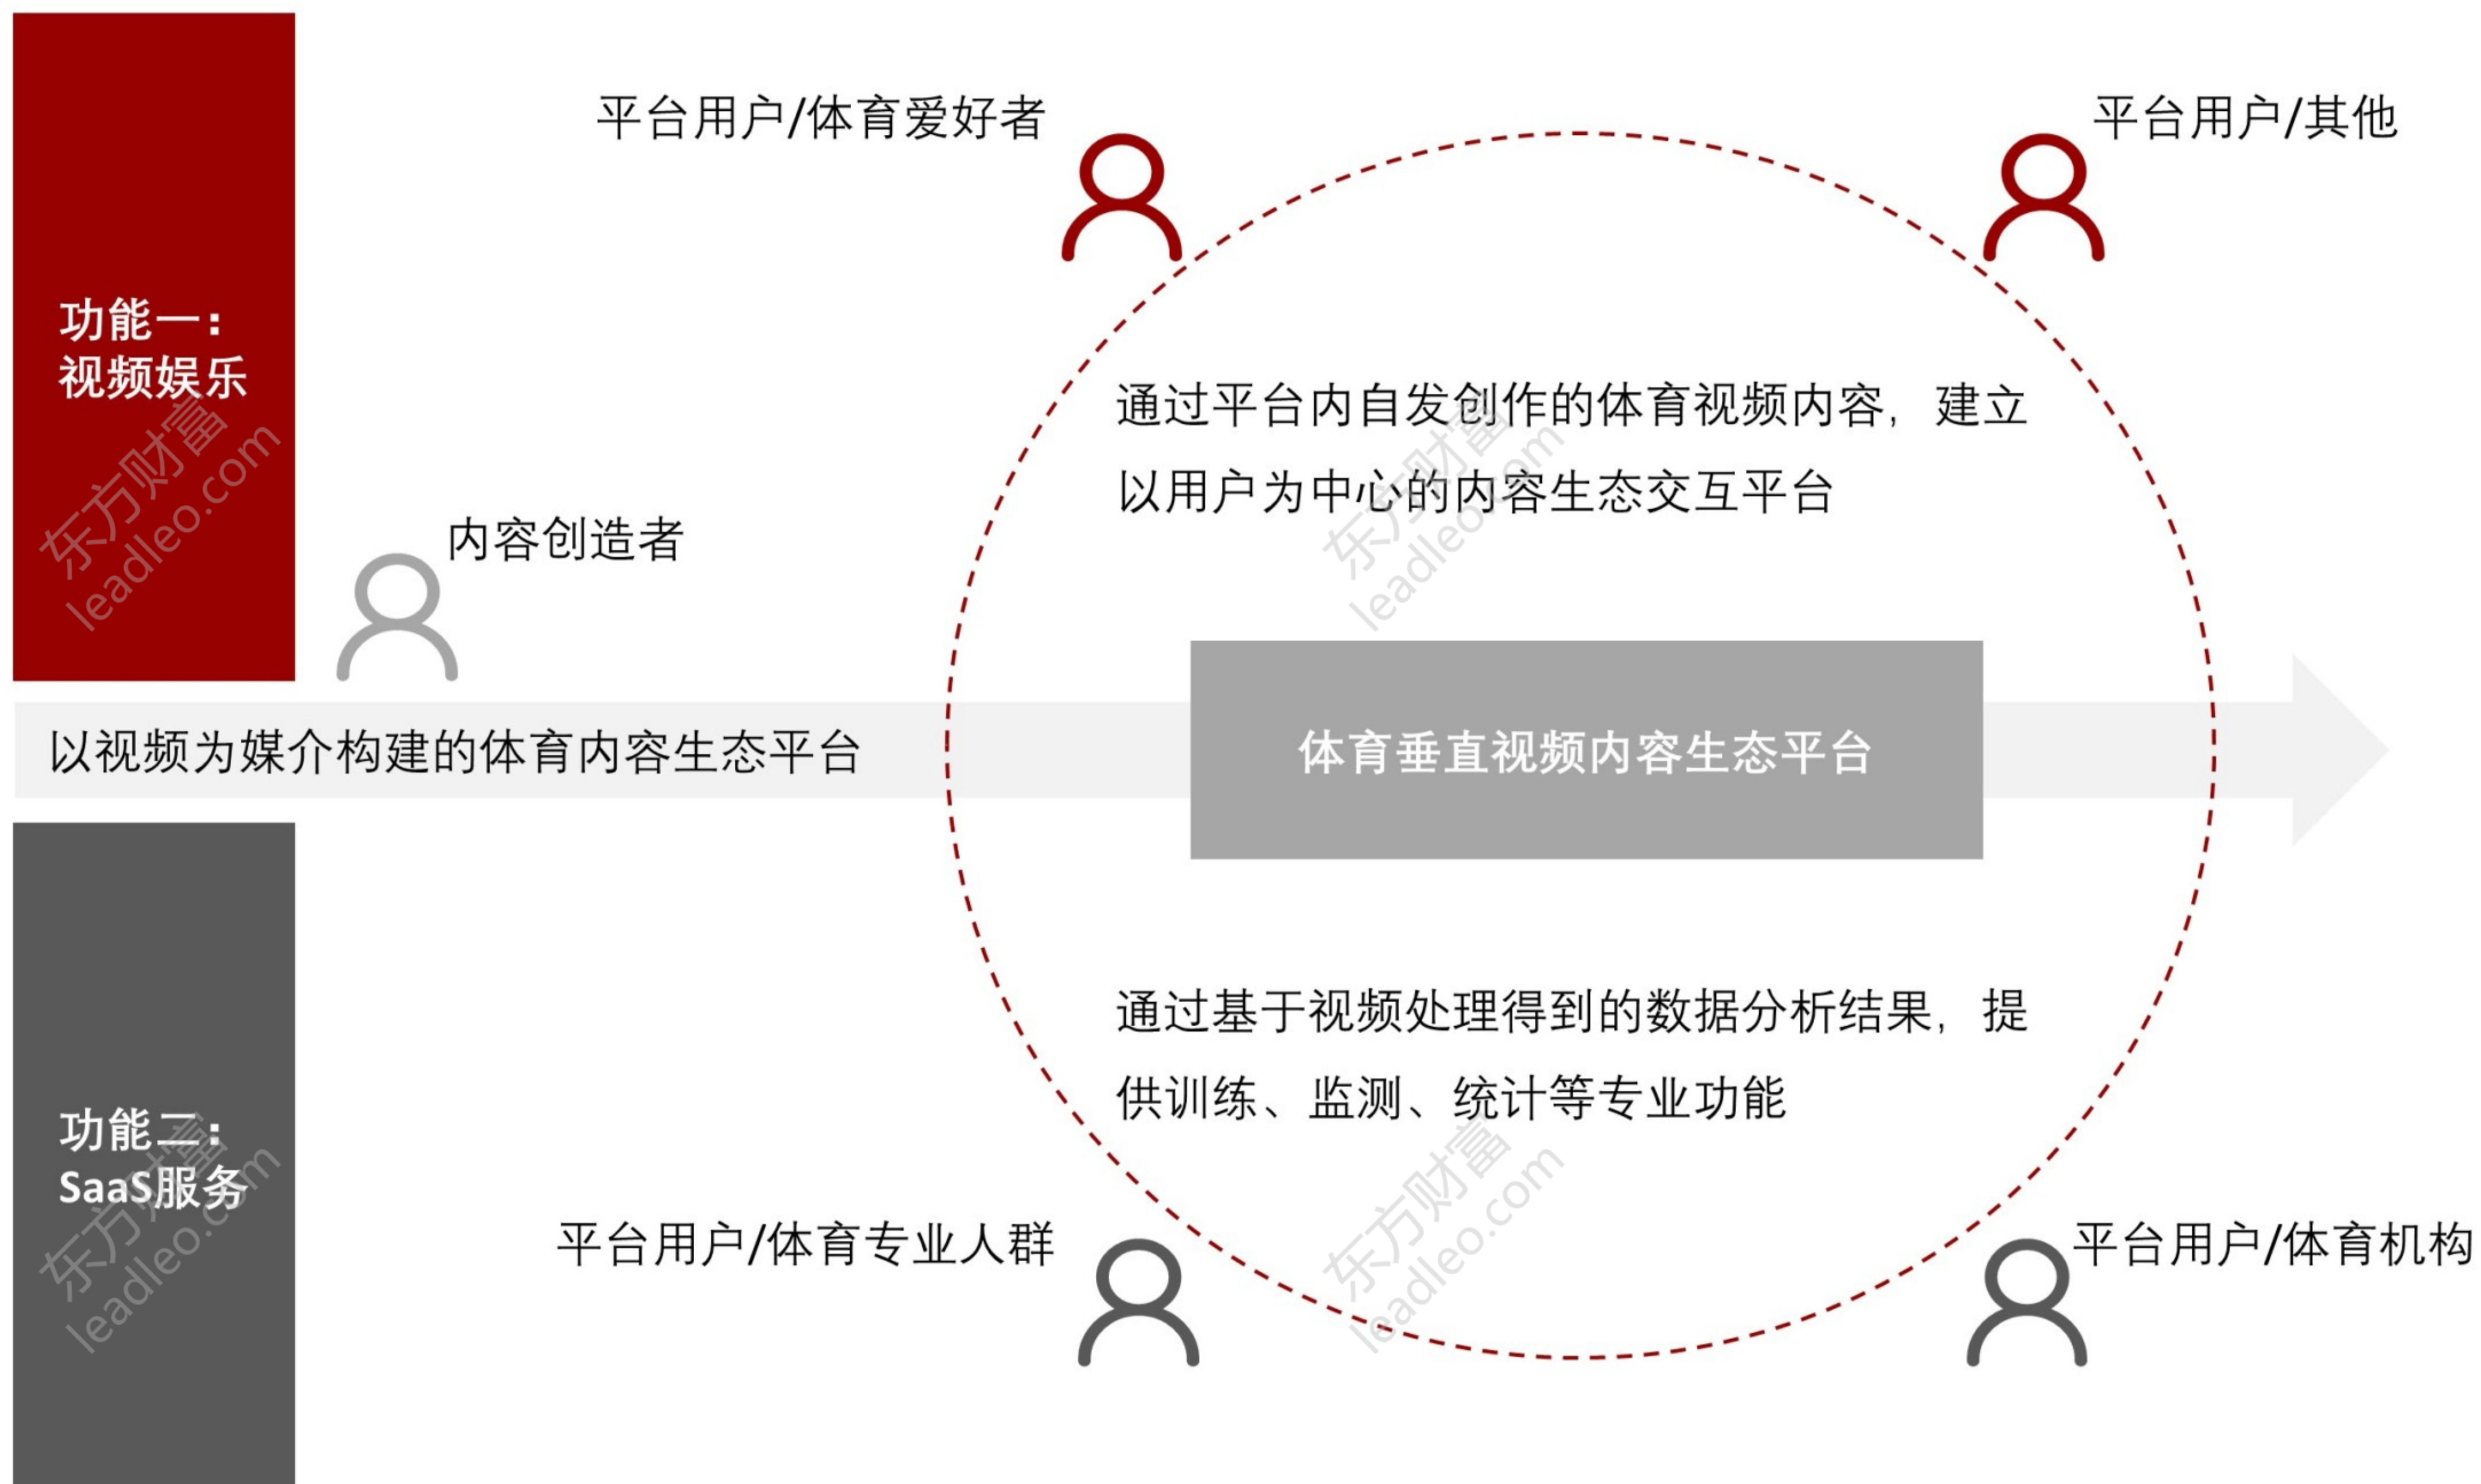 平台用户/体育爱好者
平台用户/其他
功能一：
视频娱乐
通过平台内自发创作的体育视频内容，建立
以用户为中心的内容生态交互平台
内容创造者
以视频为媒介构建的体育内容生态平台
体育垂直视频内容生态平台
通过基于视频处理得到的数据分析结果，提
供训练、监测、统计等专业功能
功能二：
SaaS服务
平台用户/体育专业人群
平台用户/体育机构
东方财富
leadleo.com
东方财富
leadleo.com
东方财富
leadleo.com
东方财富
leadleo.com